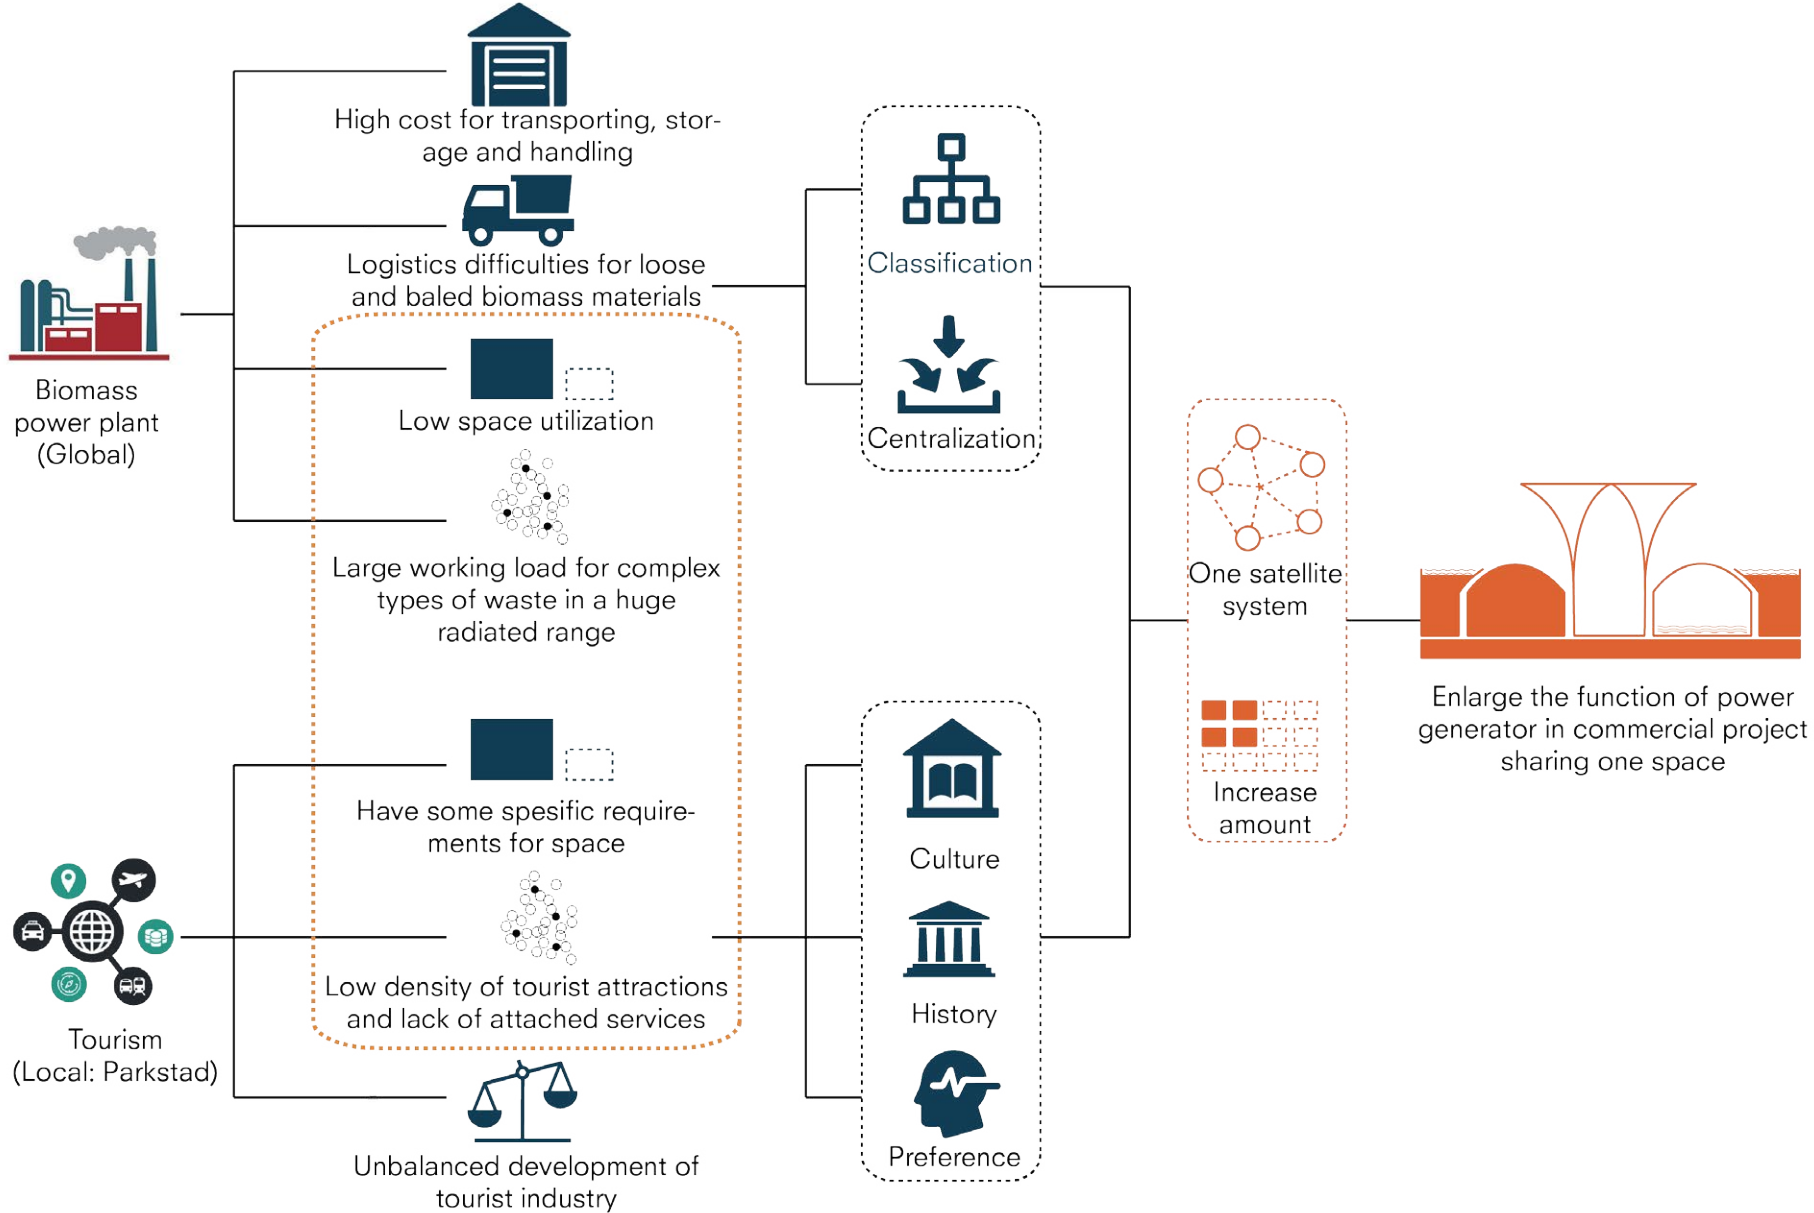 High cost for transporting, stor-
age and handling
Logistics difficulties for loose
and baled biomass materials
Biomass
power plant
(Global)
Low space utilization
Large working load for complex
types of waste in a huge
radiated range
Have some spesific require-
ments for space
Low density of tourist attractions
and lack of attached services
Tourism
(Local: Parkstad)
Unbalanced development of
tourist industry
Classification
Centralization
Culture
History
Preference
One satellite
system
Increase
amount
Enlarge the function of power
generator in commercial project
sharing one space